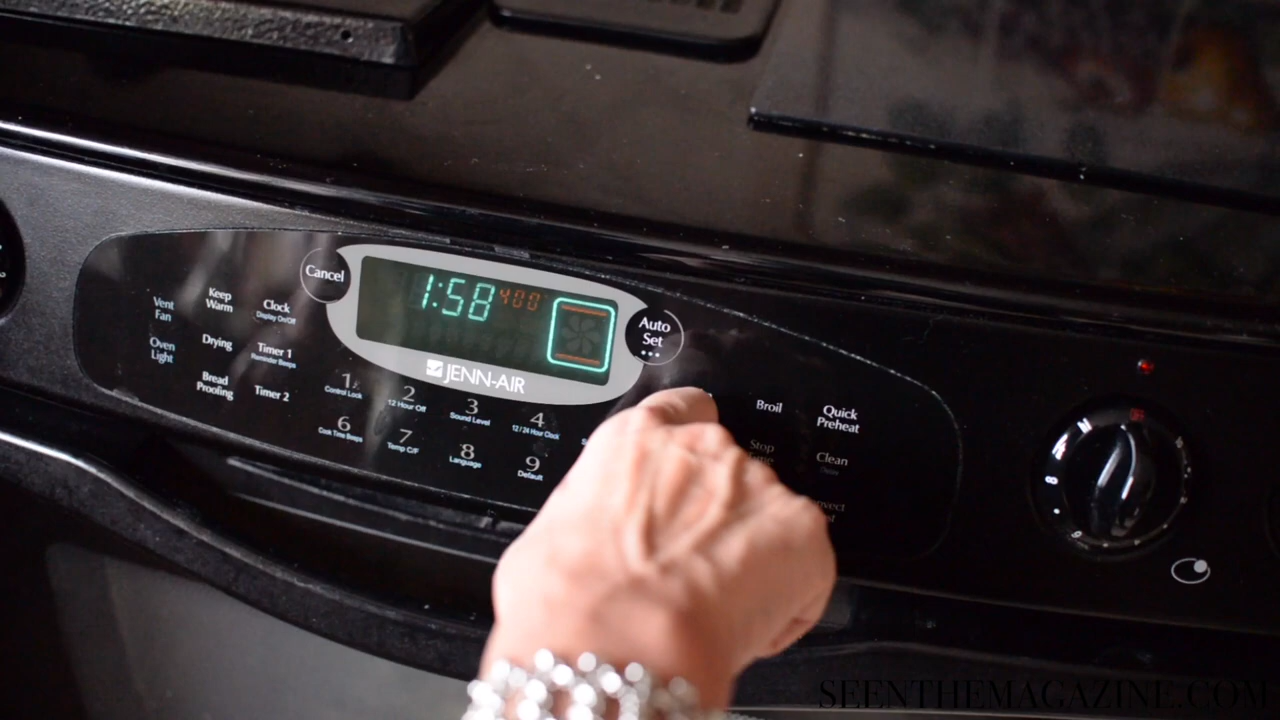 Cancel
1:58 400
Auto
Set
JENN-AIR
Vent
Fan
Keep
Warm
Clock
Display On/Off
Oven
Light
Drying
Timer 1
Reminder Beeps
Bread
Proofing
Timer 2
1
Control Lock
2
12 Hour Off
3
Sound Level
4
12/24 Hour Clock
6
Cook Time Beeps
7
Temp C/F
8
Language
9
Default
Broil
Quick
Preheat
Stop
Clean
SEENTHEMAGAZINE.COM